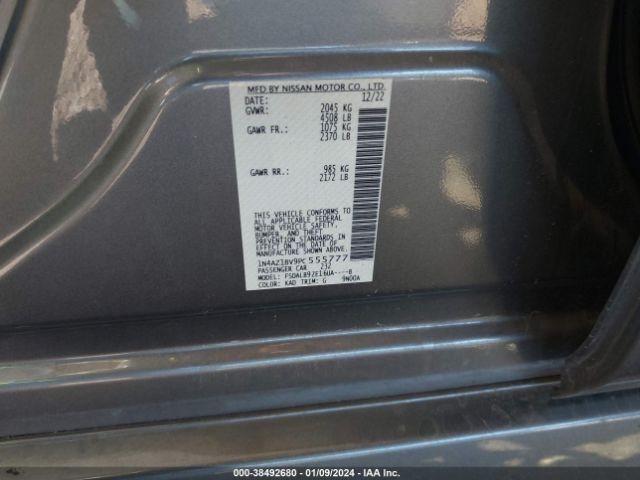 MFD BY NISSAN MOTOR CO., LTD.
DATE: 12/22
GVWR: 2045 KG
4508 LB
GAWR FR.: 1075 KG
2370 LB
GAWR RR.: 985 KG
2172 LB
THIS VEHICLE CONFORMS TO
ALL APPLICABLE FEDERAL
MOTOR VEHICLE SAFETY,
BUMPER, AND THEFT
PREVENTION STANDARDS IN
EFFECT ON THE DATE OF
MANUFACTURE SHOWN ABOVE.
1N4AZ1BV9PC555777
PASSENGER CAR 232
MODEL: FSDALB9ZE16UA----B
COLOR: KAD TRIM: G 9N00A
000-38492680 - 01/09/2024 - IAA Inc.